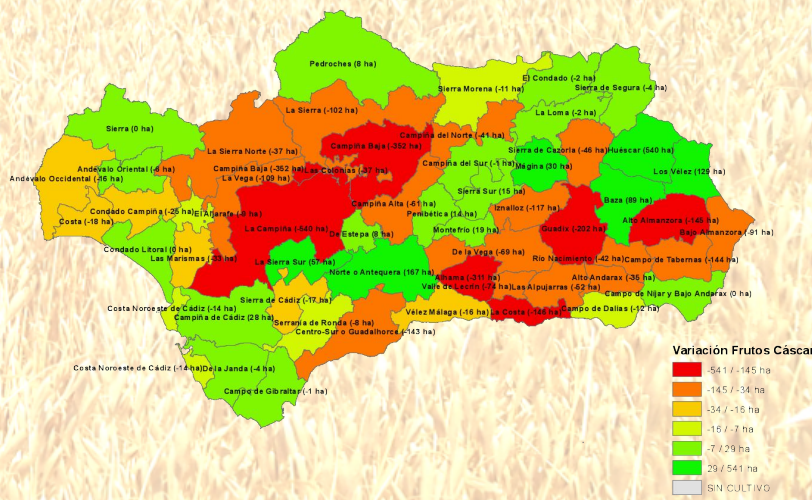 Pedroches (8 ha)
El Condado (-2 ha)
Sierra Morena (-11 ha)
Sierra de Segura (-4 ha)
La Sierra (-102 ha)
La Loma (-2 ha)
Sierra (0 ha)
Campiña del Norte (-41 ha)
Campiña Baja (-352 ha)
La Sierra Norte (-37 ha)
Sierra de Cazorla (-46 ha)
Huéscar (540 ha)
Campiña del Sur (-1 ha)
Mágina (30 ha)
Andévalo Oriental (-6 ha)
Campiña Baja (-352 ha)
Las Colonias (-37 ha)
Los Vélez (129 ha)
Andévalo Occidental (-16 ha)
La Vega (-109 ha)
Sierra Sur (15 ha)
Baza (89 ha)
Campiña Alta (-61 ha)
Iznalloz (-117 ha)
Condado Campiña (-25 ha)
El Aljarafe (-8 ha)
Penibética (14 ha)
Costa (-18 ha)
Alto Almanzora (-145 ha)
La Campiña (-540 ha)
Montefrío (19 ha)
Guadix (-202 ha)
Bajo Almanzora (-91 ha)
De Estepa (8 ha)
Condado Litoral (0 ha)
De la Vega (-69 ha)
Las Marismas (-33 ha)
La Sierra Sur (57 ha)
Río Nacimiento (-42 ha)
Campo de Tabernas (-144 ha)
Norte o Antequera (167 ha)
Alhama (-311 ha)
Alto Andarax (-35 ha)
Valle de Lecrín (-74 ha)
Las Alpujarras (-52 ha)
Campo de Níjar y Bajo Andarax (0 ha)
Sierra de Cádiz (-17 ha)
Costa Noroeste de Cádiz (-14 ha)
Campiña de Cádiz (28 ha)
Vélez Málaga (-16 ha)
La Costa (-146 ha)
Campo de Dalías (-12 ha)
Serranía de Ronda (-8 ha)
Centro-Sur o Guadalhorce (-143 ha)
Costa Noroeste de Cádiz (-14 ha)
De la Janda (-4 ha)
Campo de Gibraltar (-1 ha)
Variación Frutos Cáscar
-541 / -145 ha
-145 / -34 ha
-34 / -16 ha
-16 / -7 ha
-7 / 29 ha
29 / 541 ha
SIN CULTIVO